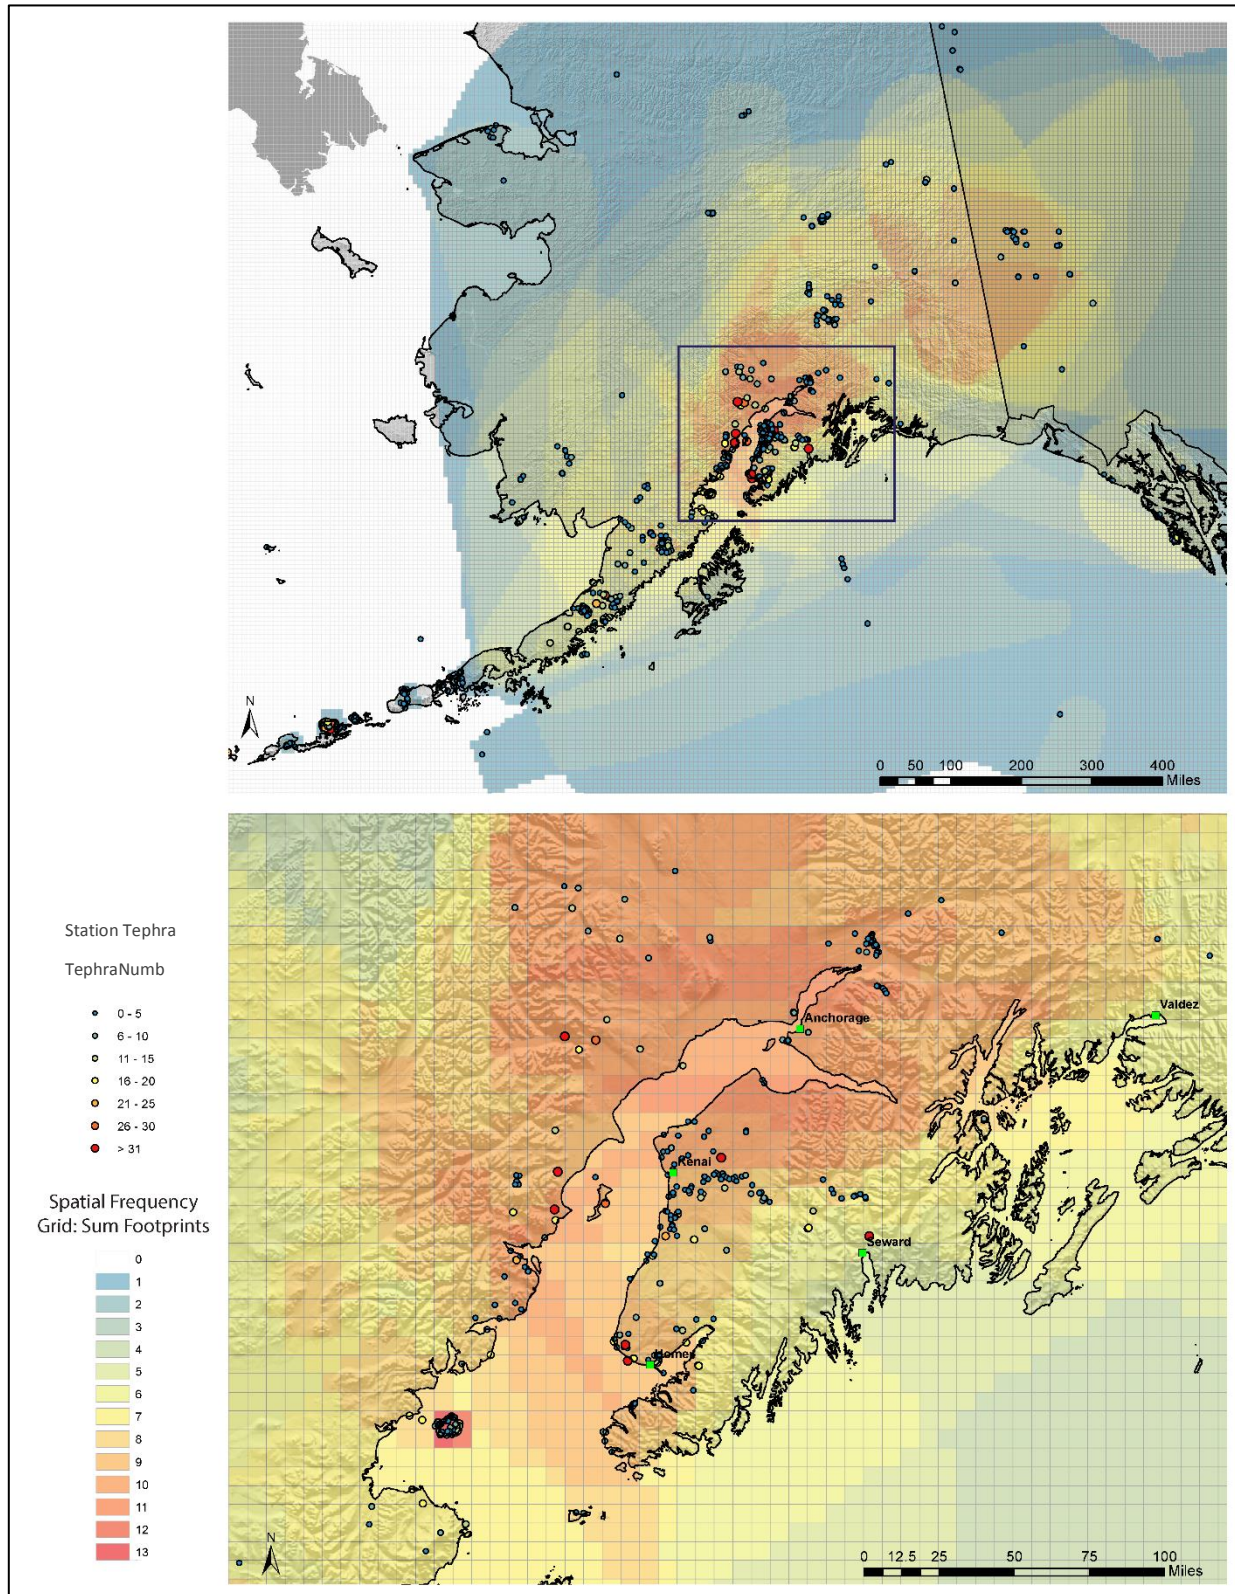 N
0 50 100 200 300 400
Miles
Station Tephra
TephraNumb
0 - 5
6 - 10
11 - 15
16 - 20
21 - 25
26 - 30
> 31
Spatial Frequency
Grid: Sum Footprints
0
1
2
3
4
5
6
7
8
9
10
11
12
13
Valdez
Anchorage
Kenai
Seward
Homer
N
0 12.5 25 50 75 100
Miles